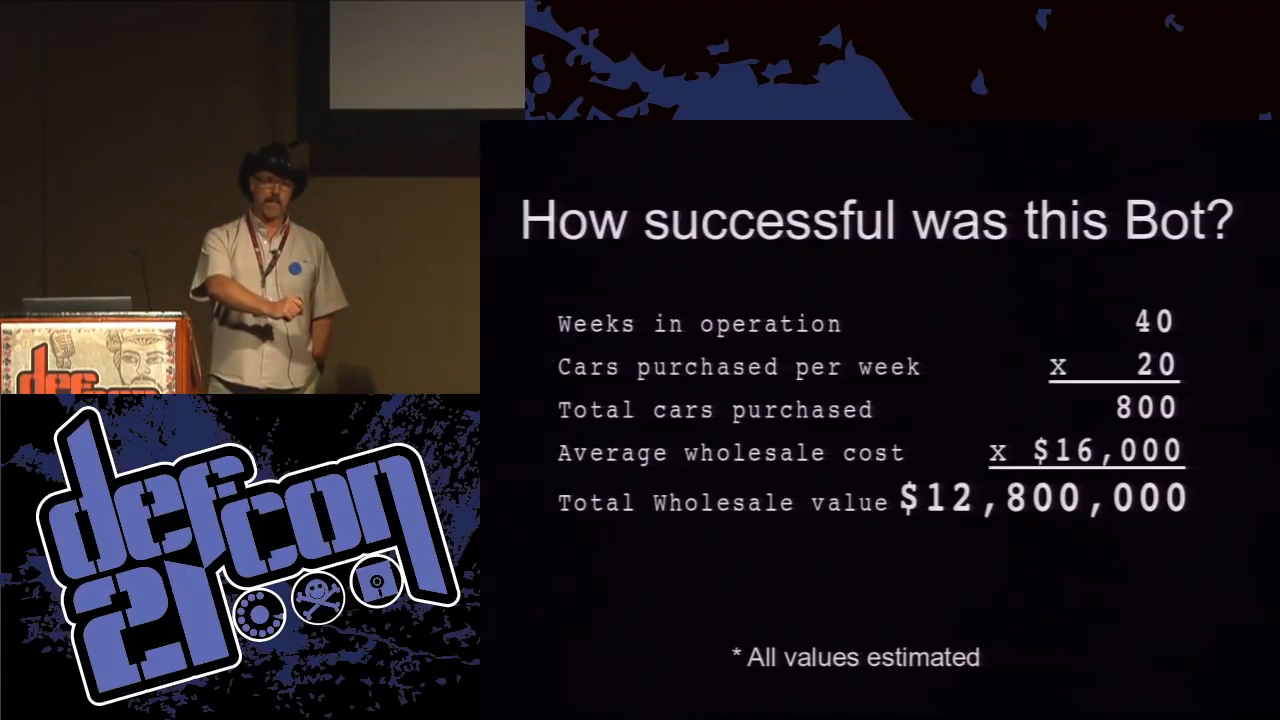 How successful was this Bot?
Weeks in operation 40
Cars purchased per week x 20
Total cars purchased 800
Average wholesale cost x $16,000
Total Wholesale value $12,800,000
* All values estimated
def
defcon
21